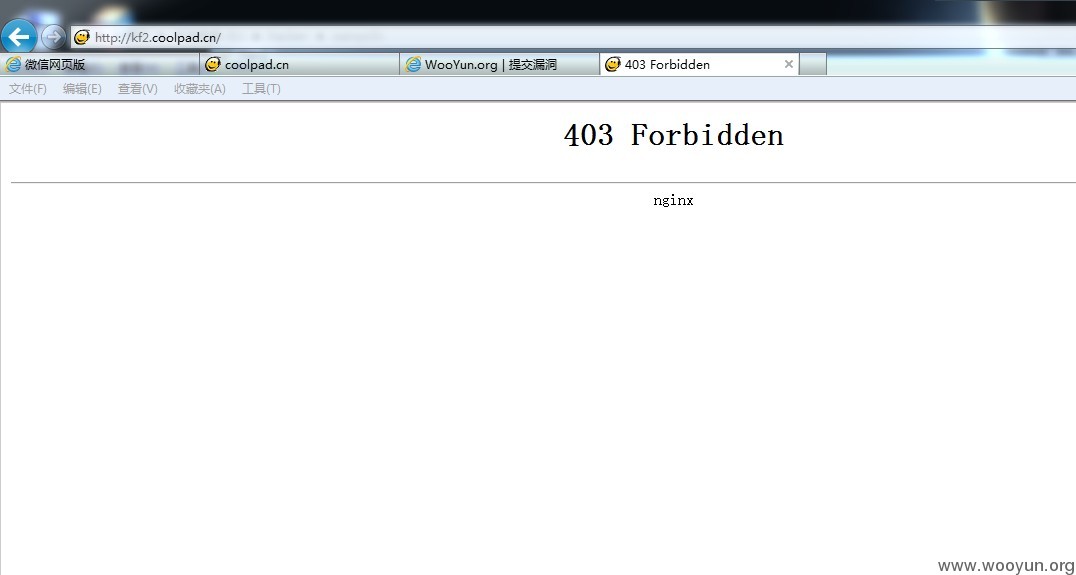 http://kf2.coolpad.cn/
微信网页版 coolpad.cn WooYun.org | 提交漏洞 403 Forbidden
文件(F) 编辑(E) 查看(V) 收藏夹(A) 工具(T)
403 Forbidden
nginx
www.wooyun.org